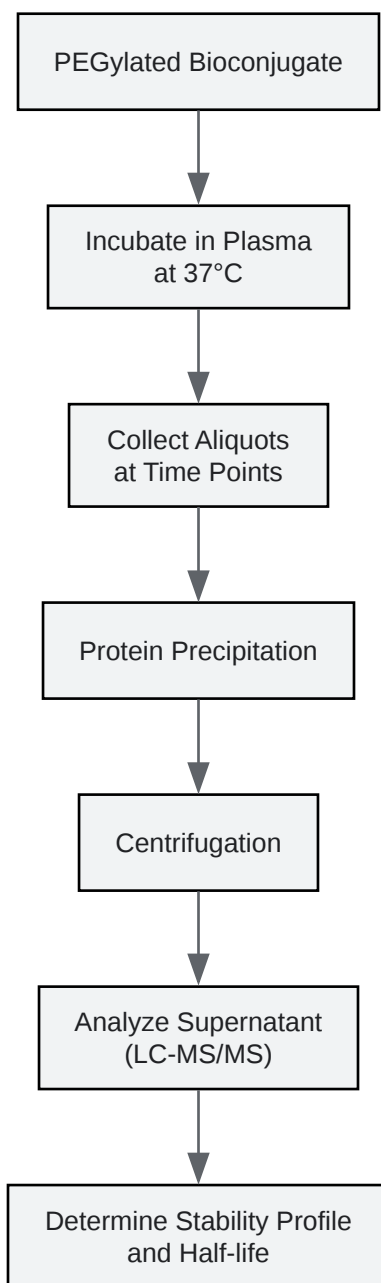 PEGylated Bioconjugate
Incubate in Plasma
at 37°C
Collect Aliquots
at Time Points
Protein Precipitation
Centrifugation
Analyze Supernatant
(LC-MS/MS)
Determine Stability Profile
and Half-life